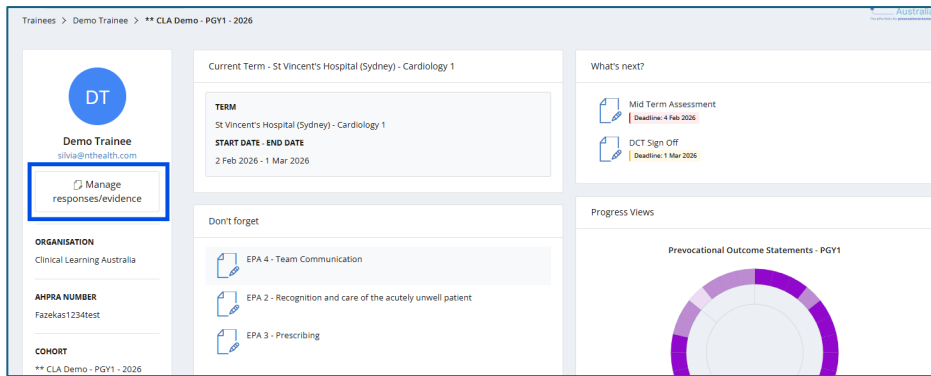 Trainees > Demo Trainee > ** CLA Demo - PGY1 - 2026
Australia
DT
Demo Trainee
silvia@nthealth.com
Manage
responses/evidence
ORGANISATION
Clinical Learning Australia
AHPRA NUMBER
Fazekas1234test
COHORT
** CLA Demo - PGY1 - 2026
Current Term - St Vincent's Hospital (Sydney) - Cardiology 1
TERM
St Vincent's Hospital (Sydney) - Cardiology 1
START DATE - END DATE
2 Feb 2026 - 1 Mar 2026
Don't forget
EPA 4 - Team Communication
EPA 2 - Recognition and care of the acutely unwell patient
EPA 3 - Prescribing
What's next?
Mid Term Assessment
Deadline: 4 Feb 2026
DCT Sign Off
Deadline: 1 Mar 2026
Progress Views
Prevocational Outcome Statements - PGY1